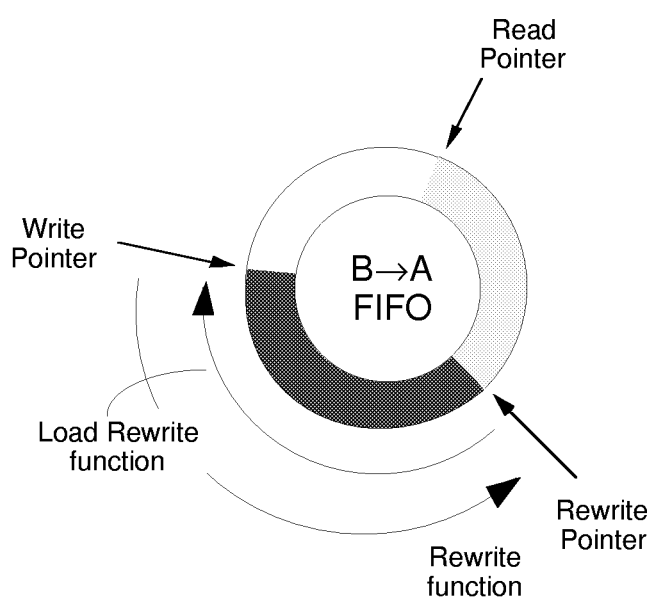 Read
Pointer
Write
Pointer
B→A
FIFO
Load Rewrite
function
Rewrite
Pointer
Rewrite
function